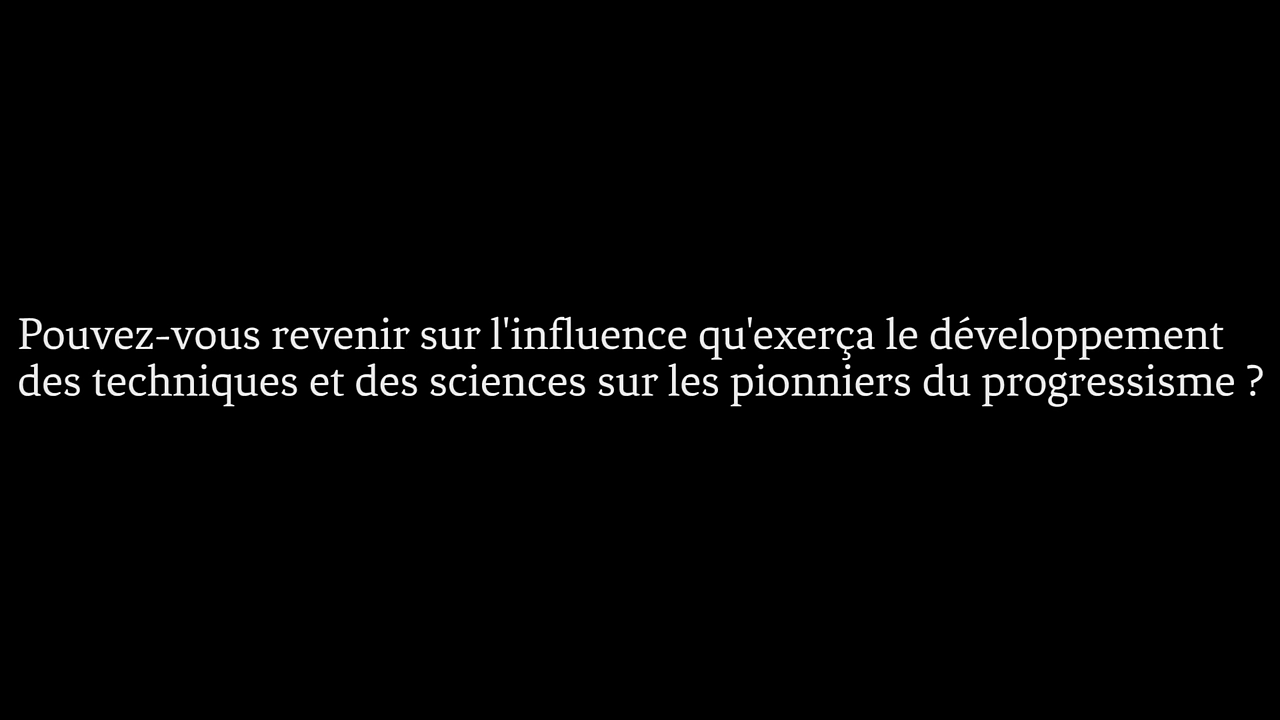 Pouvez-vous revenir sur l'influence qu'exerça le développement
des techniques et des sciences sur les pionniers du progressisme ?